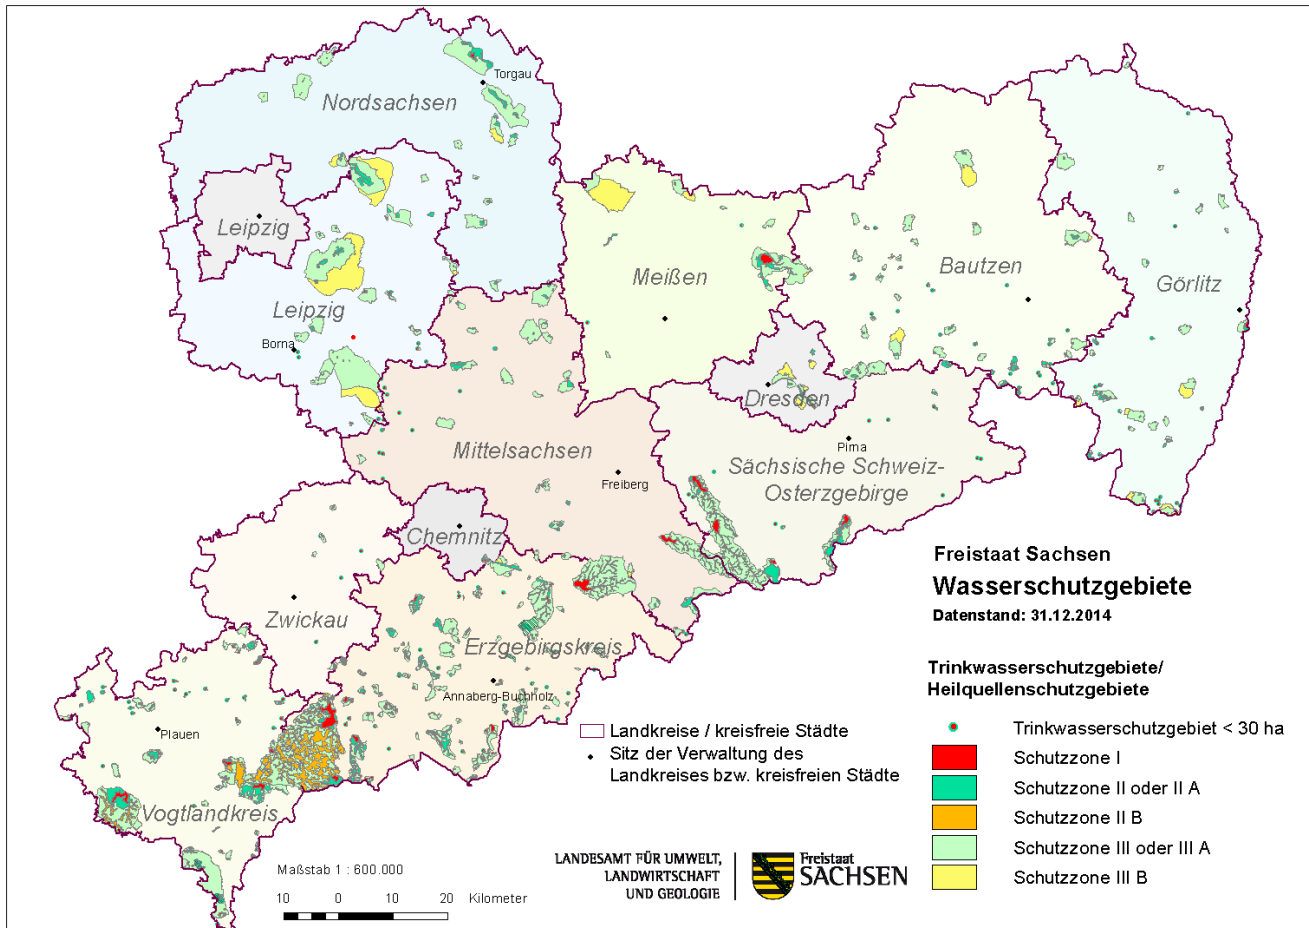 Torgau
Nordsachsen
Leipzig
Meißen
Bautzen
Görlitz
Leipzig
Borna
Dresden
Mittelsachsen
Pirna
Sächsische Schweiz-
Osterzgebirge
Freiberg
Chemnitz
Zwickau
Erzgebirgskreis
Annaberg-Buchholz
Plauen
Vogtlandkreis
Freistaat Sachsen
Wasserschutzgebiete
Datenstand: 31.12.2014
Trinkwasserschutzgebiete/
Heilquellenschutzgebiete
Trinkwasserschutzgebiet < 30 ha
Schutzzone I
Schutzzone II oder II A
Schutzzone II B
Schutzzone III oder III A
Schutzzone III B
Landkreise / kreisfreie Städte
Sitz der Verwaltung des
Landkreises bzw. kreisfreien Städte
Maßstab 1 : 600.000
10 0 10 20 Kilometer
LANDESAMT FÜR UMWELT,
LANDWIRTSCHAFT
UND GEOLOGIE
Freistaat
SACHSEN